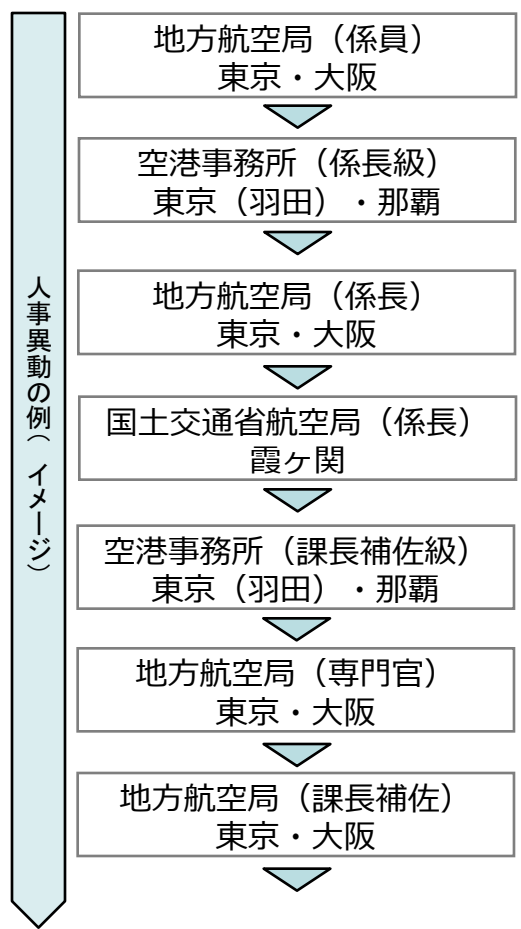 人事異動の例(イメージ)
地方航空局(係員)
東京・大阪
空港事務所(係長級)
東京(羽田)・那覇
地方航空局(係長)
東京・大阪
国土交通省航空局(係長)
霞ヶ関
空港事務所(課長補佐級)
東京(羽田)・那覇
地方航空局(専門官)
東京・大阪
地方航空局(課長補佐)
東京・大阪